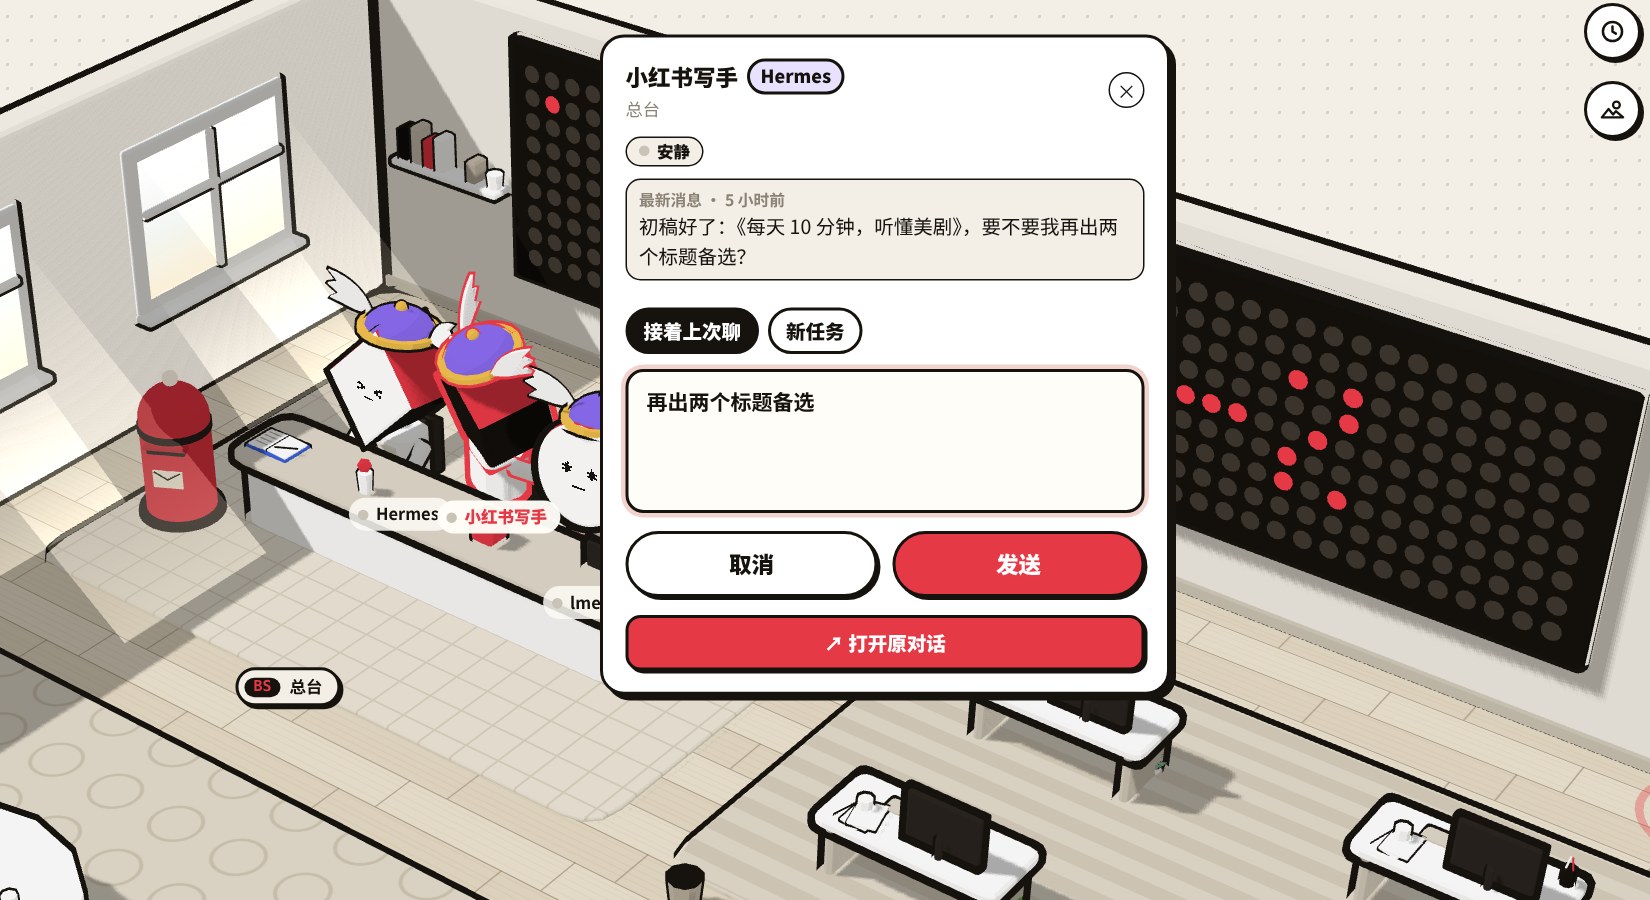 小红书写手 Hermes
总台
安静
最新消息 · 5 小时前
初稿好了：《每天 10 分钟，听懂美剧》，要不要我再出两
个标题备选？
接着上次聊 新任务
再出两个标题备选
取消 发送
↗ 打开原对话
Hermes 小红书写手
lme
BS 总台